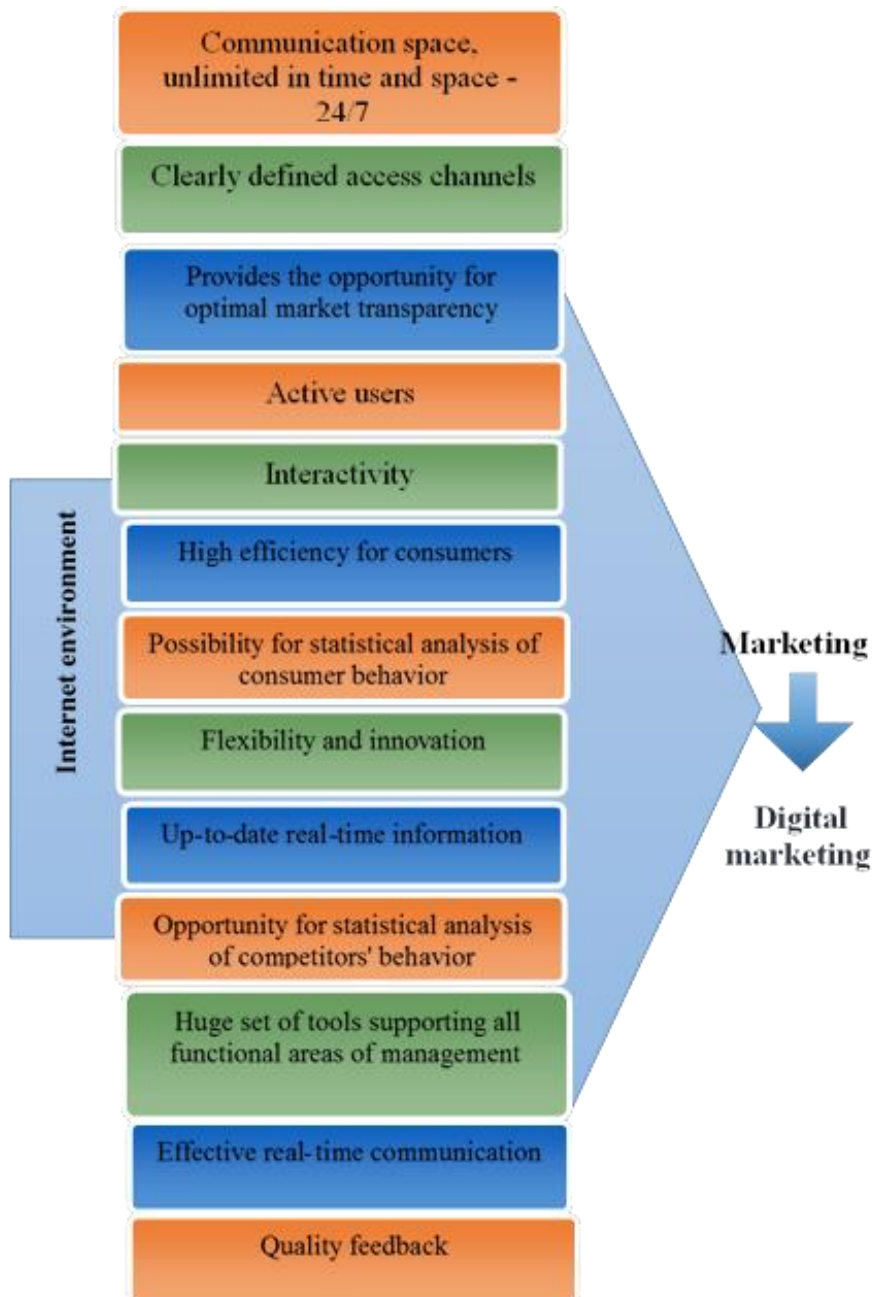 Communication space,
unlimited in time and space -
24/7
Clearly defined access channels
Provides the opportunity for
optimal market transparency
Active users
Interactivity
High efficiency for consumers
Possibility for statistical analysis of
consumer behavior
Flexibility and innovation
Up-to-date real-time information
Opportunity for statistical analysis
of competitors' behavior
Huge set of tools supporting all
functional areas of management
Effective real-time communication
Quality feedback
Internet environment
Marketing
Digital
marketing